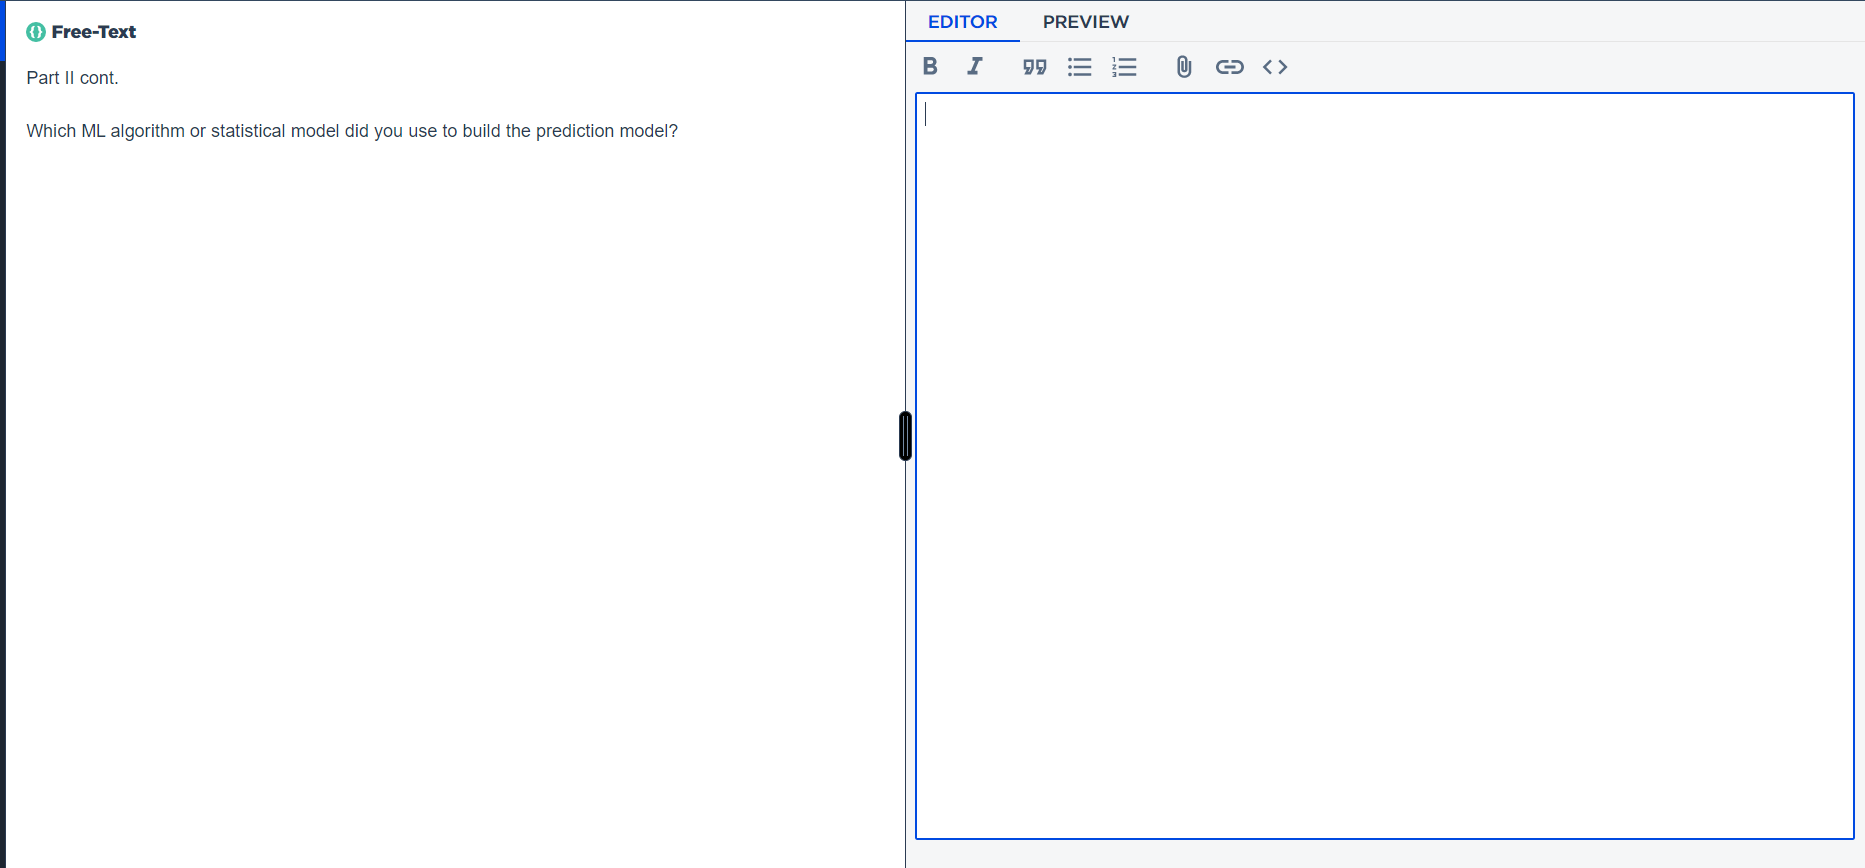 Free-Text
Part II cont.
Which ML algorithm or statistical model did you use to build the prediction model?
EDITOR PREVIEW